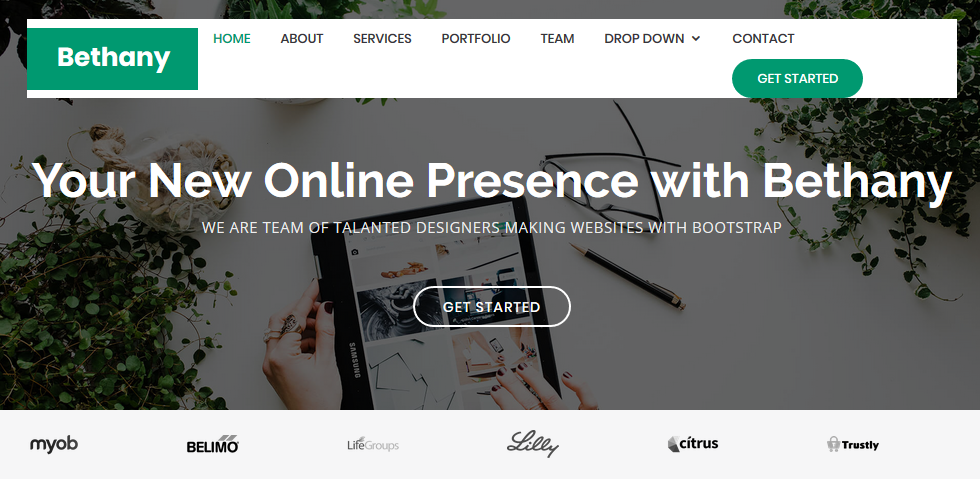 Bethany
HOME ABOUT SERVICES PORTFOLIO TEAM DROP DOWN CONTACT
GET STARTED
Your New Online Presence with Bethany
WE ARE TEAM OF TALANTED DESIGNERS MAKING WEBSITES WITH BOOTSTRAP
GET STARTED
SAMSUNG
myob BELIMO LifeGroups Lilly citrus Trustly